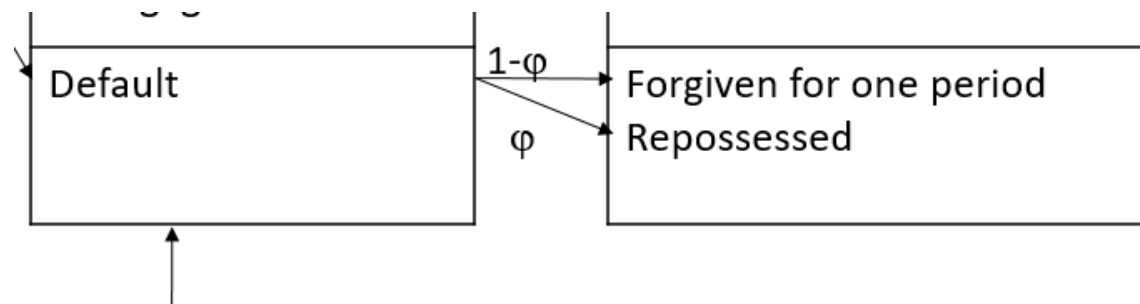 1-φ
Default
Forgiven for one period
φ
Repossessed